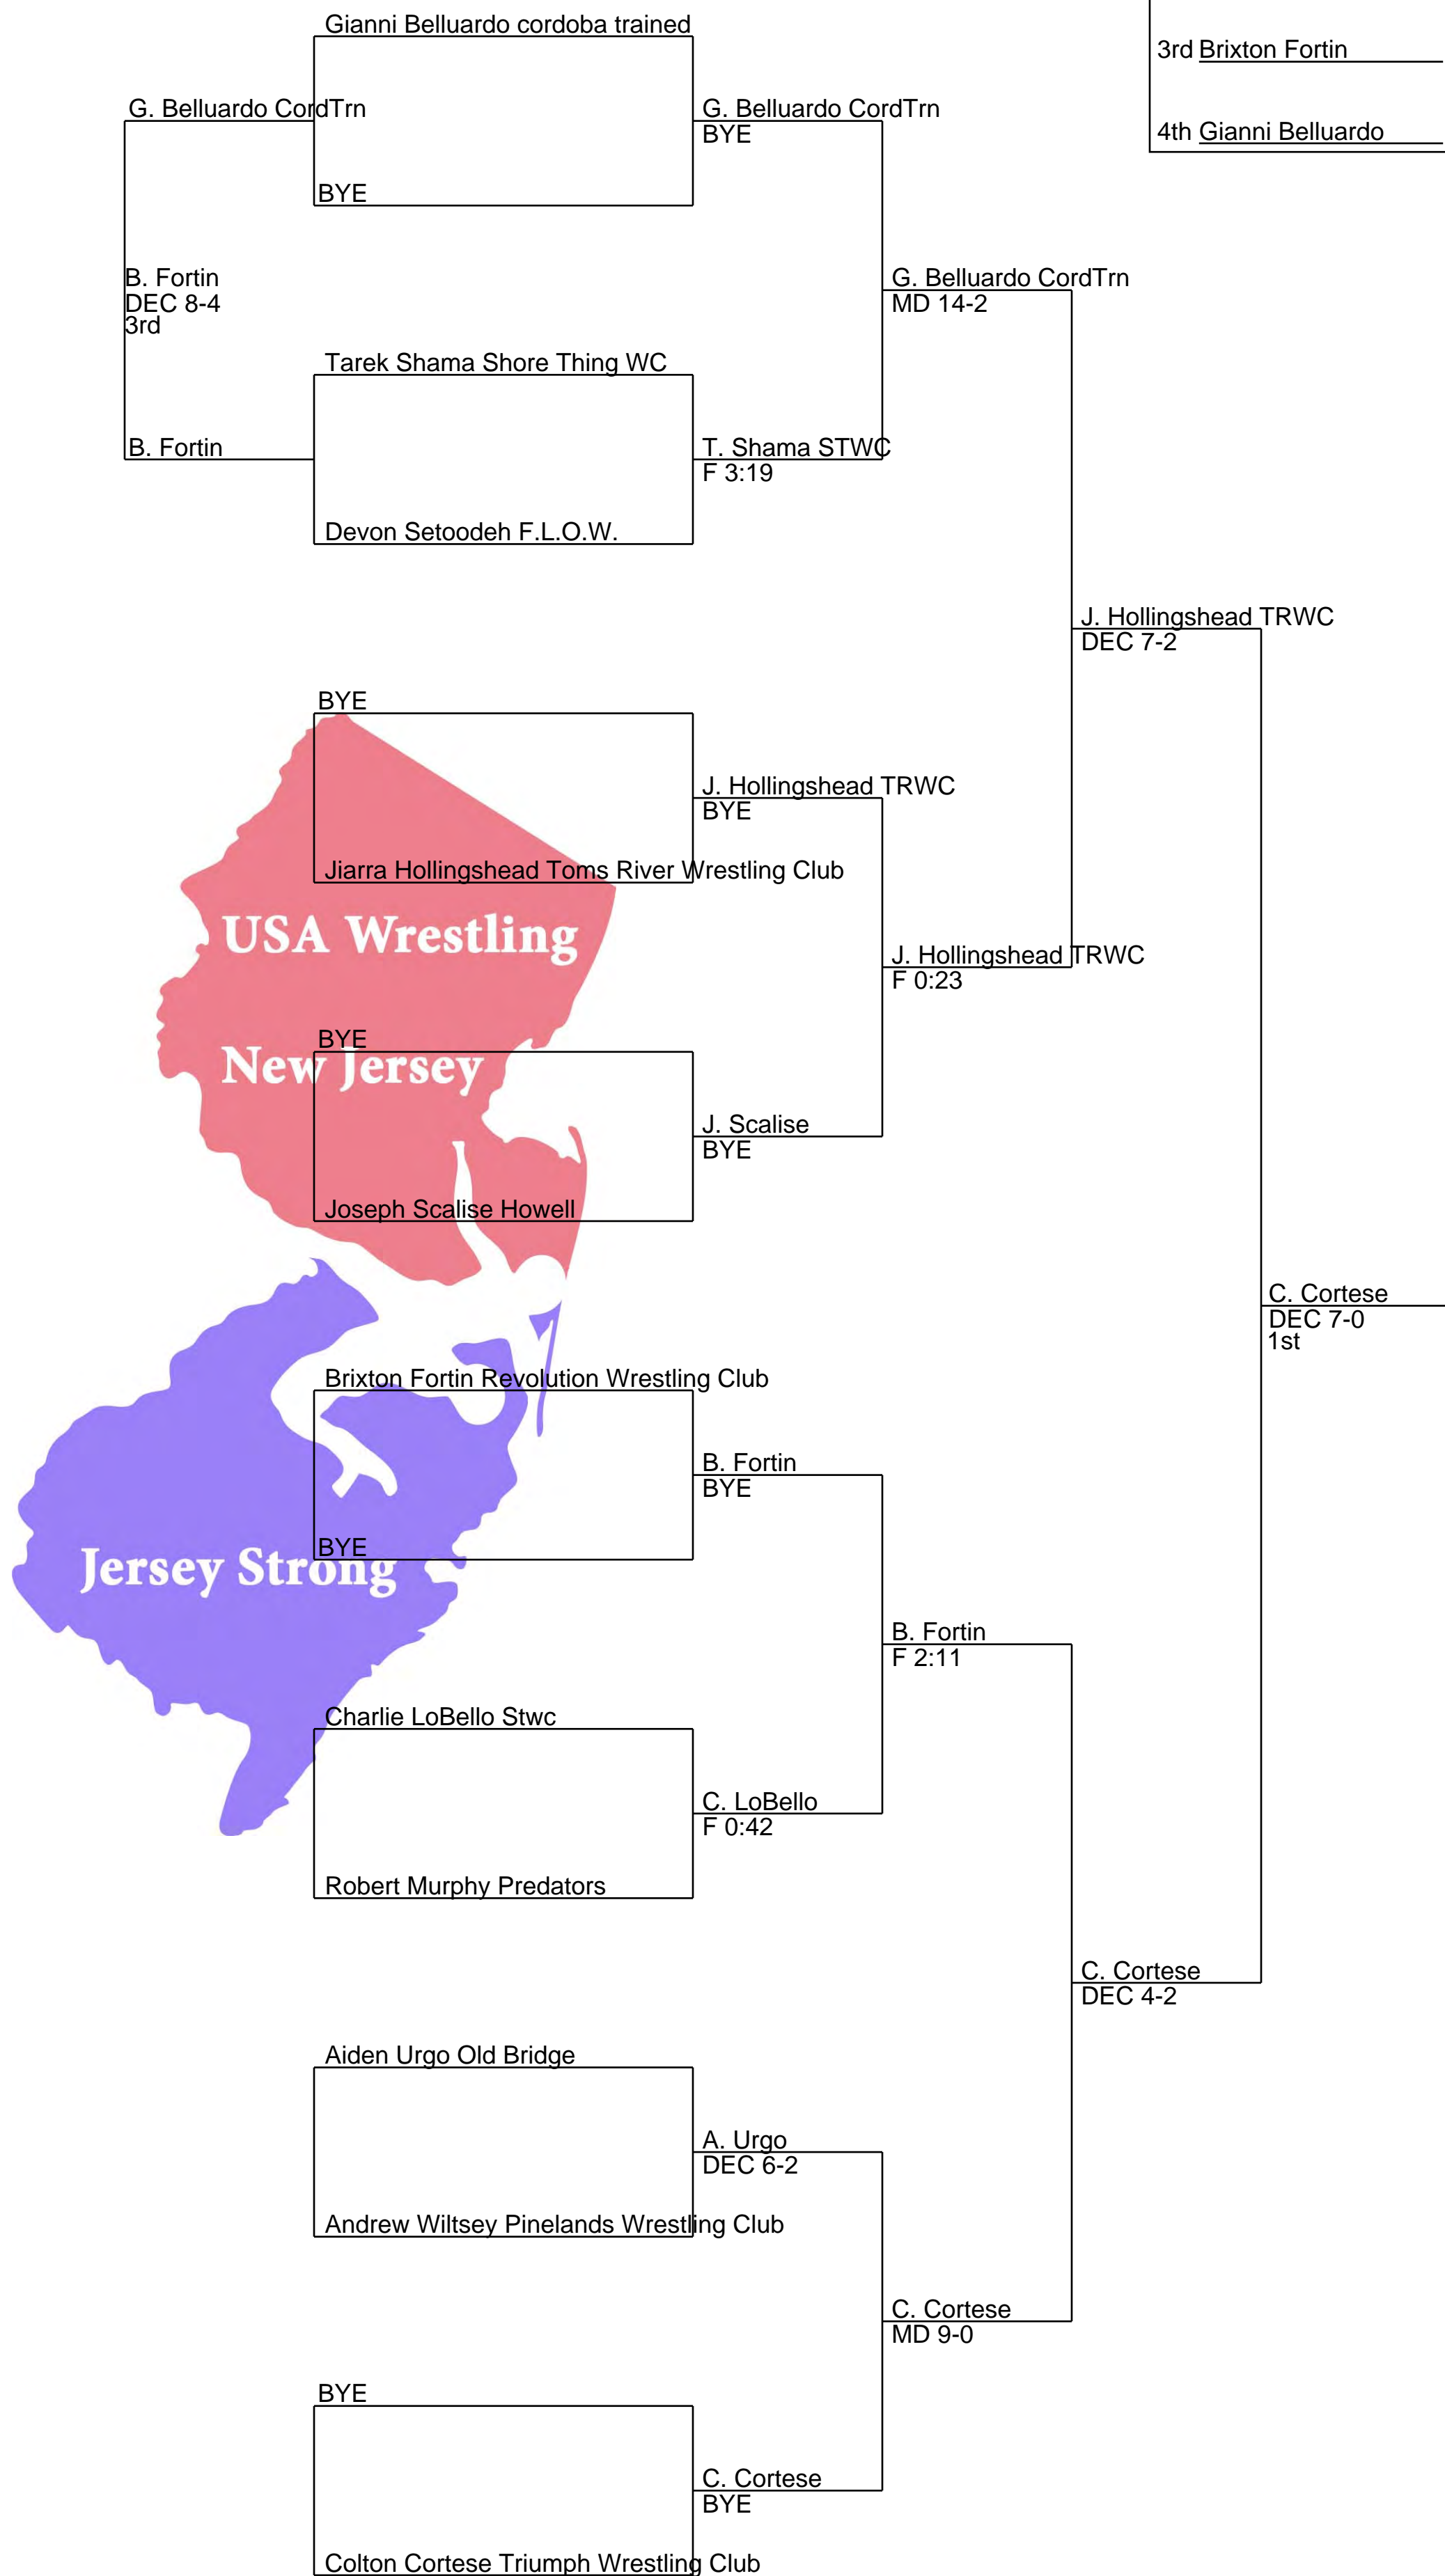 Gianni Belluardo cordoba trained
3rd Brixton Fortin
G. Belluardo CordTrn
G. Belluardo CordTrn
BYE
4th Gianni Belluardo
BYE
B. Fortin
DEC 8-4
3rd
G. Belluardo CordTrn
MD 14-2
Tarek Shama Shore Thing WC
B. Fortin
T. Shama STWC
F 3:19
Devon Setoodeh F.L.O.W.
J. Hollingshead TRWC
DEC 7-2
BYE
J. Hollingshead TRWC
BYE
Jiarra Hollingshead Toms River Wrestling Club
USA Wrestling
J. Hollingshead TRWC
F 0:23
BYE
New Jersey
J. Scalise
BYE
Joseph Scalise Howell
C. Cortese
DEC 7-0
1st
Brixton Fortin Revolution Wrestling Club
B. Fortin
BYE
BYE
Jersey Strong
B. Fortin
F 2:11
Charlie LoBello Stwc
C. LoBello
F 0:42
Robert Murphy Predators
C. Cortese
DEC 4-2
Aiden Urgo Old Bridge
A. Urgo
DEC 6-2
Andrew Wiltsey Pinelands Wrestling Club
C. Cortese
MD 9-0
BYE
C. Cortese
BYE
Colton Cortese Triumph Wrestling Club